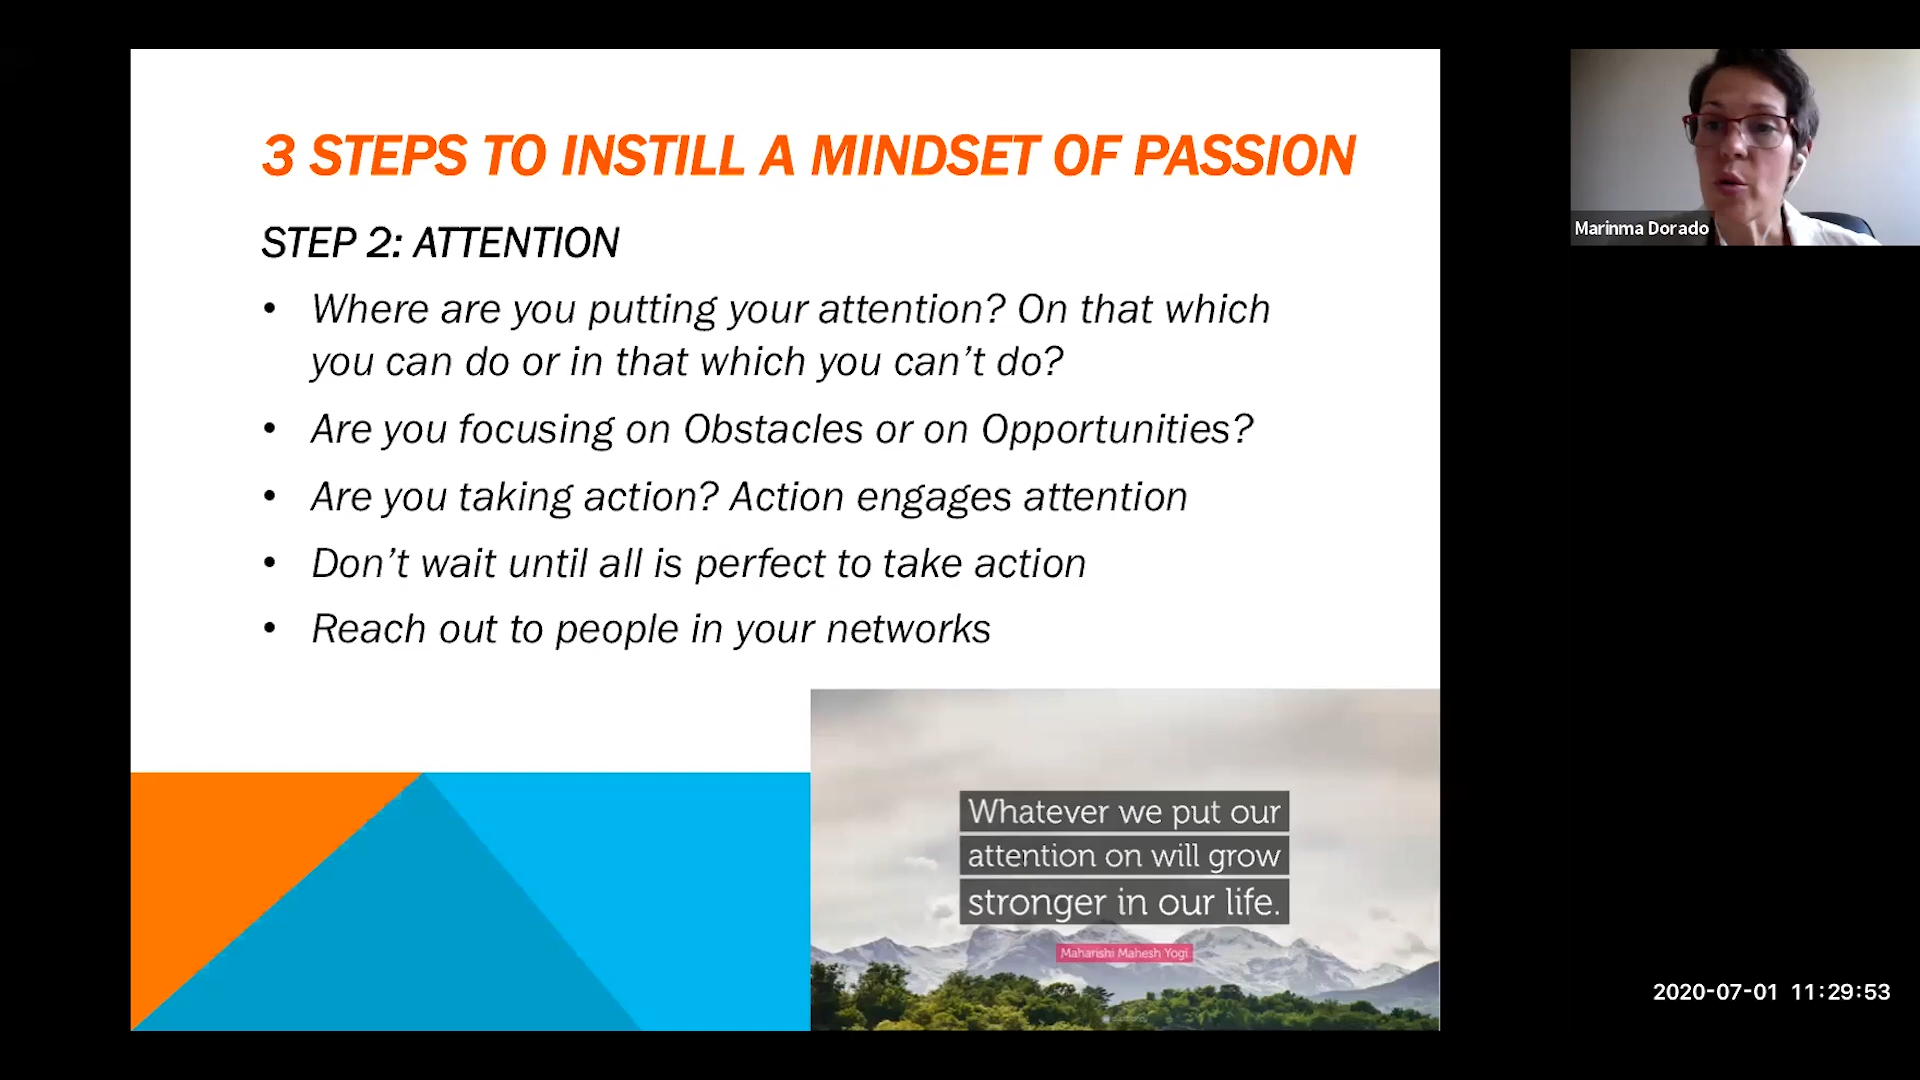 3 STEPS TO INSTILL A MINDSET OF PASSION
STEP 2: ATTENTION
• Where are you putting your attention? On that which
you can do or in that which you can’t do?
• Are you focusing on Obstacles or on Opportunities?
• Are you taking action? Action engages attention
• Don’t wait until all is perfect to take action
• Reach out to people in your networks
Whatever we put our
attention on will grow
stronger in our life.
Maharishi Mahesh Yogi
Marinma Dorado
2020-07-01 11:29:53